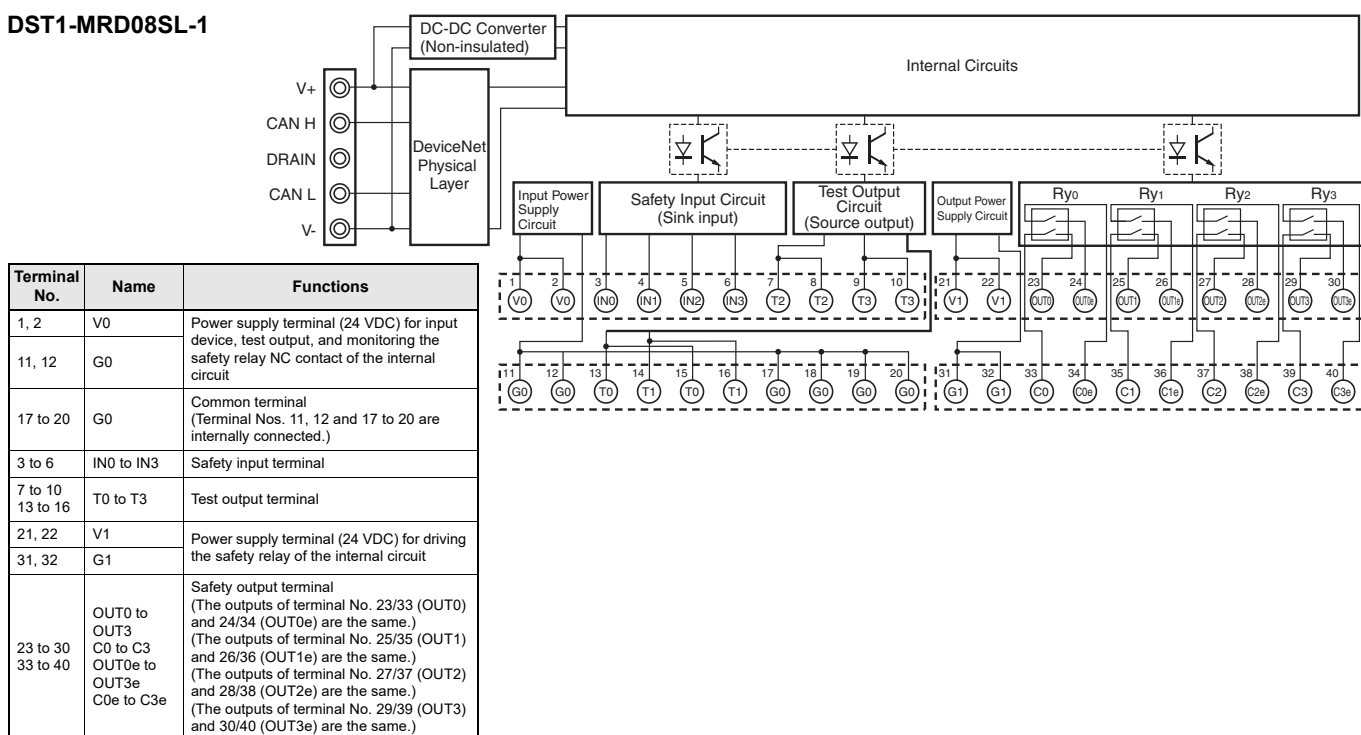 DST1-MRD08SL-1
DC-DC Converter
(Non-insulated)
Internal Circuits
V+
CAN H
DRAIN
CAN L
V-
DeviceNet
Physical
Layer
Input Power
Supply
Circuit
Safety Input Circuit
(Sink input)
Test Output
Circuit
(Source output)
Output Power
Supply Circuit
Ry0
Ry1
Ry2
Ry3
1 2 3 4 5 6 7 8 9 10
V0 V0 IN0 IN1 IN2 IN3 T2 T2 T3 T3
21 22 23 24 25 26 27 28 29 30
V1 V1 OUT0 OUT0e OUT1 OUT1e OUT2 OUT2e OUT3 OUT3e
11 12 13 14 15 16 17 18 19 20
G0 G0 T0 T1 T0 T1 G0 G0 G0 G0
31 32 33 34 35 36 37 38 39 40
G1 G1 C0 C0e C1 C1e C2 C2e C3 C3e
Terminal
No.
Name
Functions
1, 2
V0
11, 12
G0
Power supply terminal (24 VDC) for input
device, test output, and monitoring the
safety relay NC contact of the internal
circuit
17 to 20
G0
Common terminal
(Terminal Nos. 11, 12 and 17 to 20 are
internally connected.)
3 to 6
IN0 to IN3
Safety input terminal
7 to 10
13 to 16
T0 to T3
Test output terminal
21, 22
V1
31, 32
G1
Power supply terminal (24 VDC) for driving
the safety relay of the internal circuit
23 to 30
33 to 40
OUT0 to
OUT3
C0 to C3
OUT0e to
OUT3e
C0e to C3e
Safety output terminal
(The outputs of terminal No. 23/33 (OUT0)
and 24/34 (OUT0e) are the same.)
(The outputs of terminal No. 25/35 (OUT1)
and 26/36 (OUT1e) are the same.)
(The outputs of terminal No. 27/37 (OUT2)
and 28/38 (OUT2e) are the same.)
(The outputs of terminal No. 29/39 (OUT3)
and 30/40 (OUT3e) are the same.)